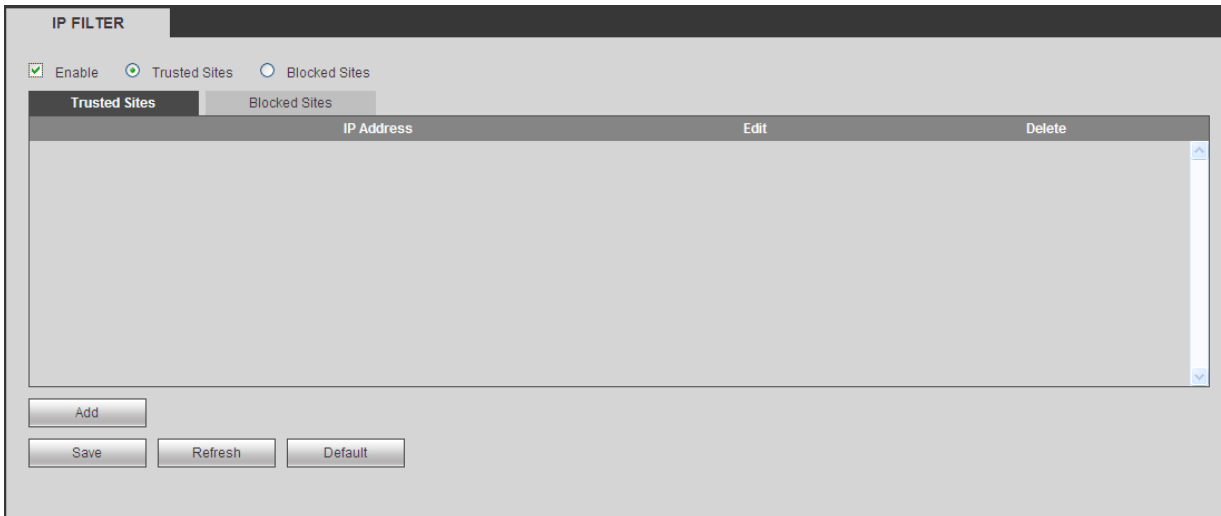 IP FILTER
Enable Trusted Sites Blocked Sites
Trusted Sites Blocked Sites
IP Address Edit Delete
Add
Save Refresh Default